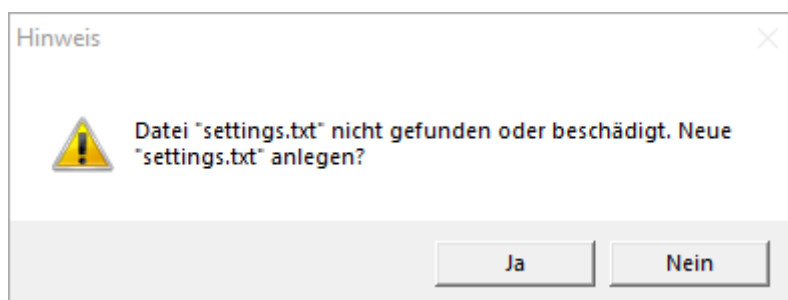 Hinweis
Datei "settings.txt" nicht gefunden oder beschädigt. Neue
"settings.txt" anlegen?
Ja
Nein